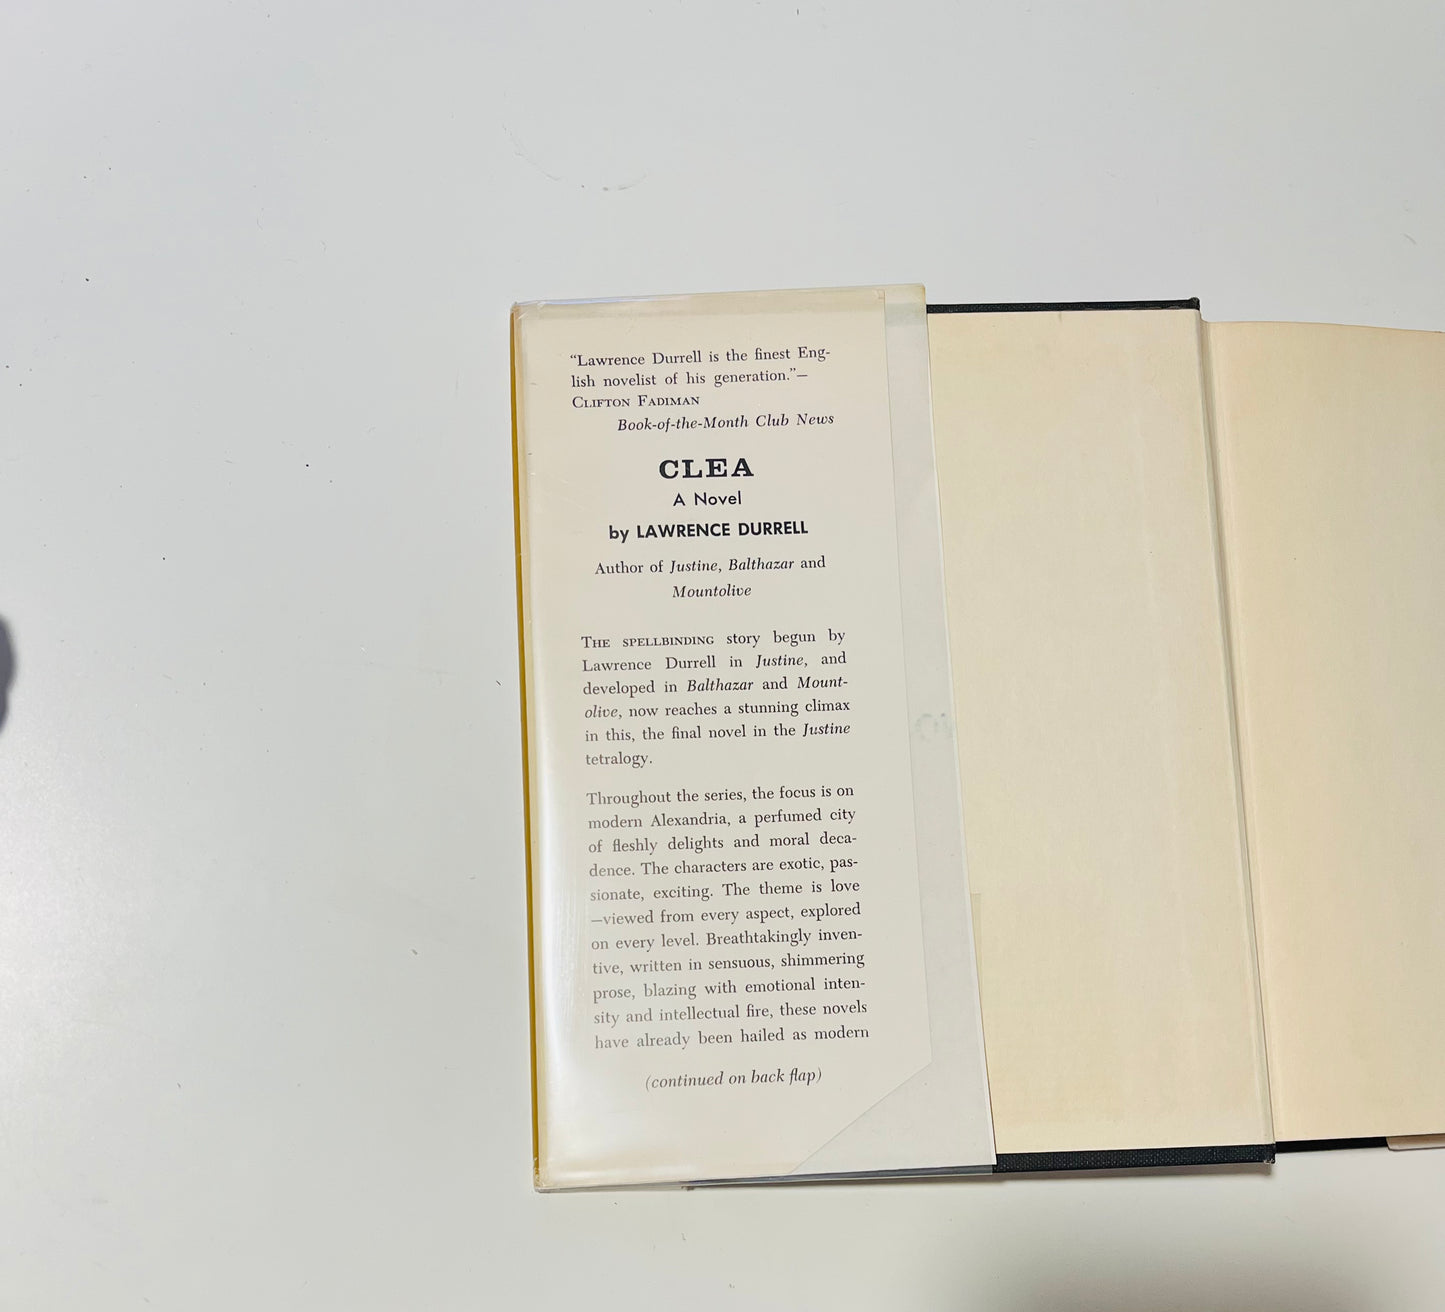 “Lawrence Durrell is the finest Eng-
lish novelist of his generation.”—
CLIFTON FADIMAN
Book-of-the-Month Club News
CLEA
A Novel
by LAWRENCE DURRELL
Author of Justine, Balthazar and
Mountolive
THE SPELLBINDING story begun by
Lawrence Durrell in Justine, and
developed in Balthazar and Mount-
olive, now reaches a stunning climax
in this, the final novel in the Justine
tetralogy.
Throughout the series, the focus is on
modern Alexandria, a perfumed city
of fleshly delights and moral deca-
dence. The characters are exotic, pas-
sionate, exciting. The theme is love
—viewed from every aspect, explored
on every level. Breathtakingly inven-
tive, written in sensuous, shimmering
prose, blazing with emotional inten-
sity and intellectual fire, these novels
have already been hailed as modern
(continued on back flap)